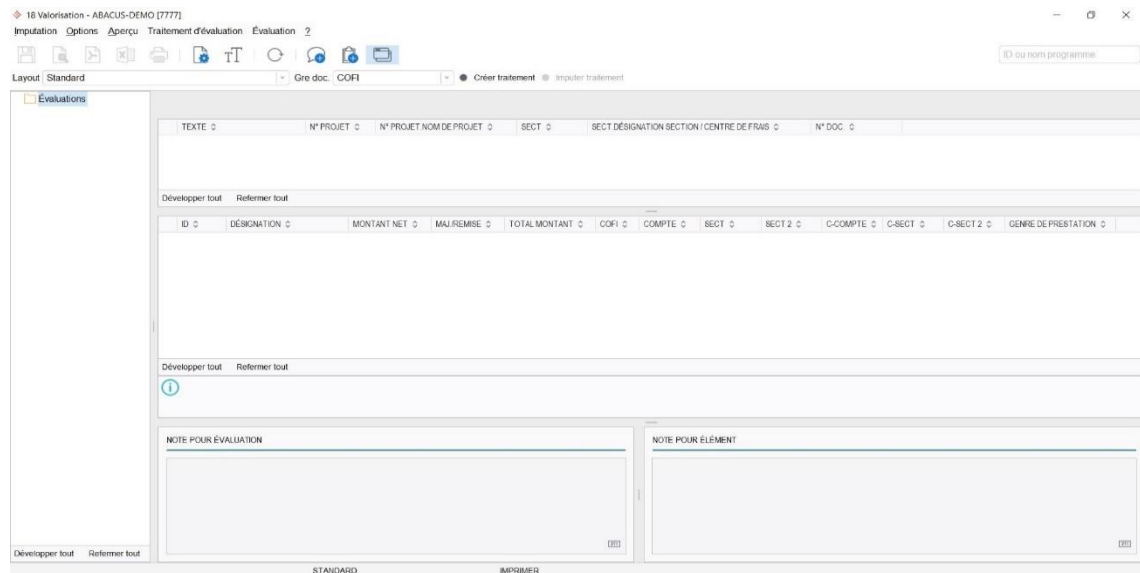 18 Valorisation - ABACUS-DEMO [7777]
Imputation Options Aperçu Traitement d'évaluation Évaluation ?
ID ou nom programme
Layout Standard Gre doc. COFI Créer traitement Imputer traitement
Évaluations
TEXTE N° PROJET N° PROJET.NOM DE PROJET SECT SECT.DÉSIGNATION SECTION / CENTRE DE FRAIS N° DOC.
Développer tout Refermer tout
ID DÉSIGNATION MONTANT NET MAJ./REMISE TOTAL MONTANT COFI COMPTE SECT SECT 2 C-COMPTE C-SECT C-SECT 2 GENRE DE PRESTATION
Développer tout Refermer tout
NOTE POUR ÉVALUATION NOTE POUR ÉLÉMENT
Développer tout Refermer tout
STANDARD IMPRIMER